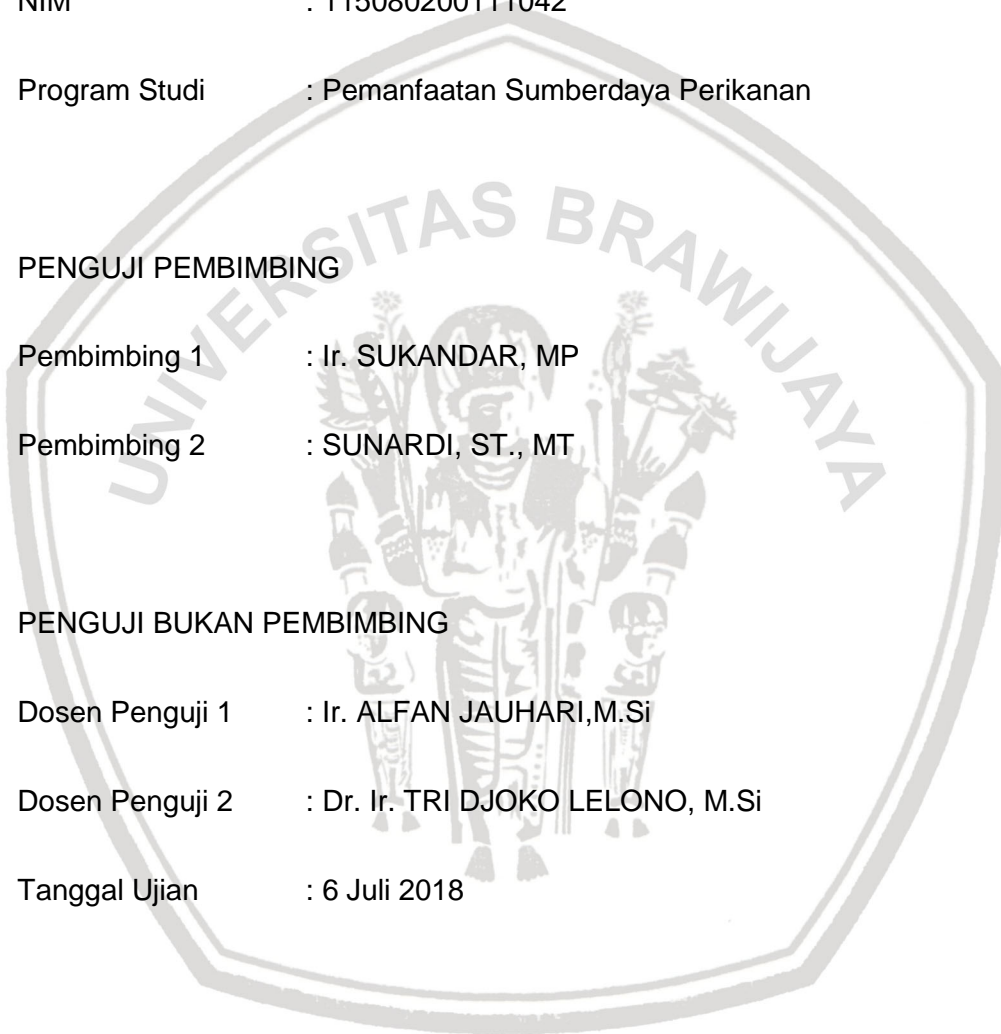 NIM : 115080200111042
Program Studi : Pemanfaatan Sumberdaya Perikanan
UNIVERSITAS BRAWIJAYA
PENGUJI PEMBIMBING
Pembimbing 1 : Ir. SUKANDAR, MP
Pembimbing 2 : SUNARDI, ST., MT
PENGUJI BUKAN PEMBIMBING
Dosen Penguji 1 : Ir. ALFAN JAUHARI,M.Si
Dosen Penguji 2 : Dr. Ir. TRI DJOKO LELONO, M.Si
Tanggal Ujian : 6 Juli 2018